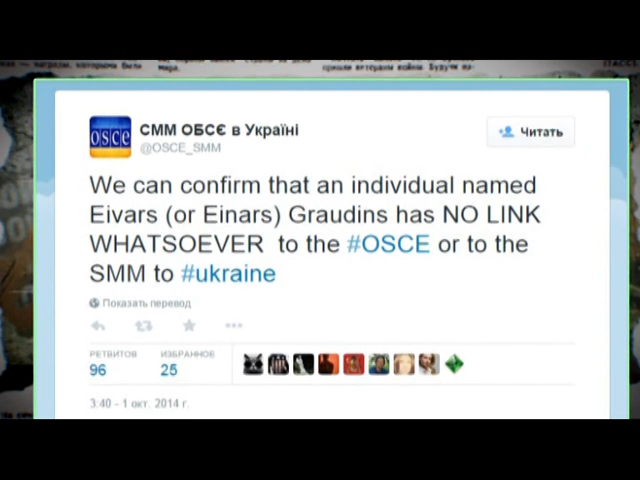 мира.
ITACCS
osce
СММ ОБСЄ в Україні
@OSCE_SMM
Читать
We can confirm that an individual named
Eivars (or Einars) Graudins has NO LINK
WHATSOEVER to the #OSCE or to the
SMM to #ukraine
Показать перевод
РЕТВИТОВ ИЗБРАННОЕ
96 25
3:40 - 1 окт. 2014 г.